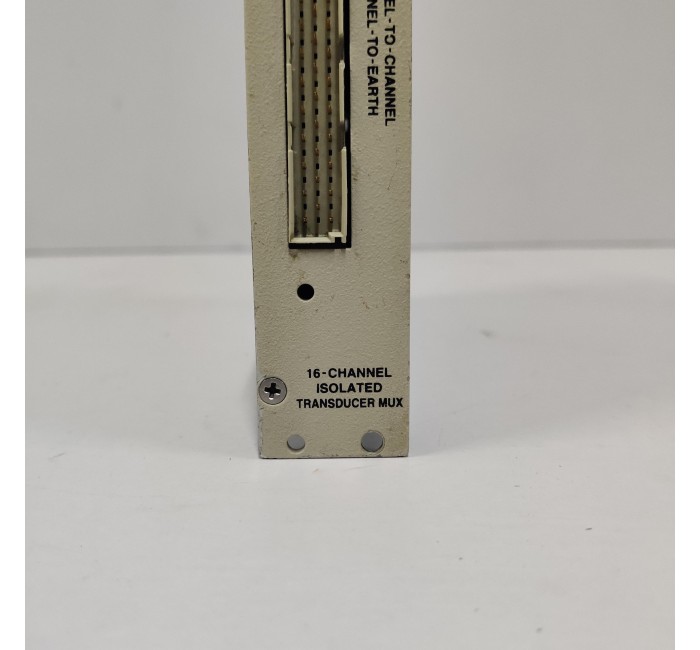 EL-TO-CHANNEL
NEL-TO-EARTH
16-CHANNEL
ISOLATED
TRANSDUCER MUX